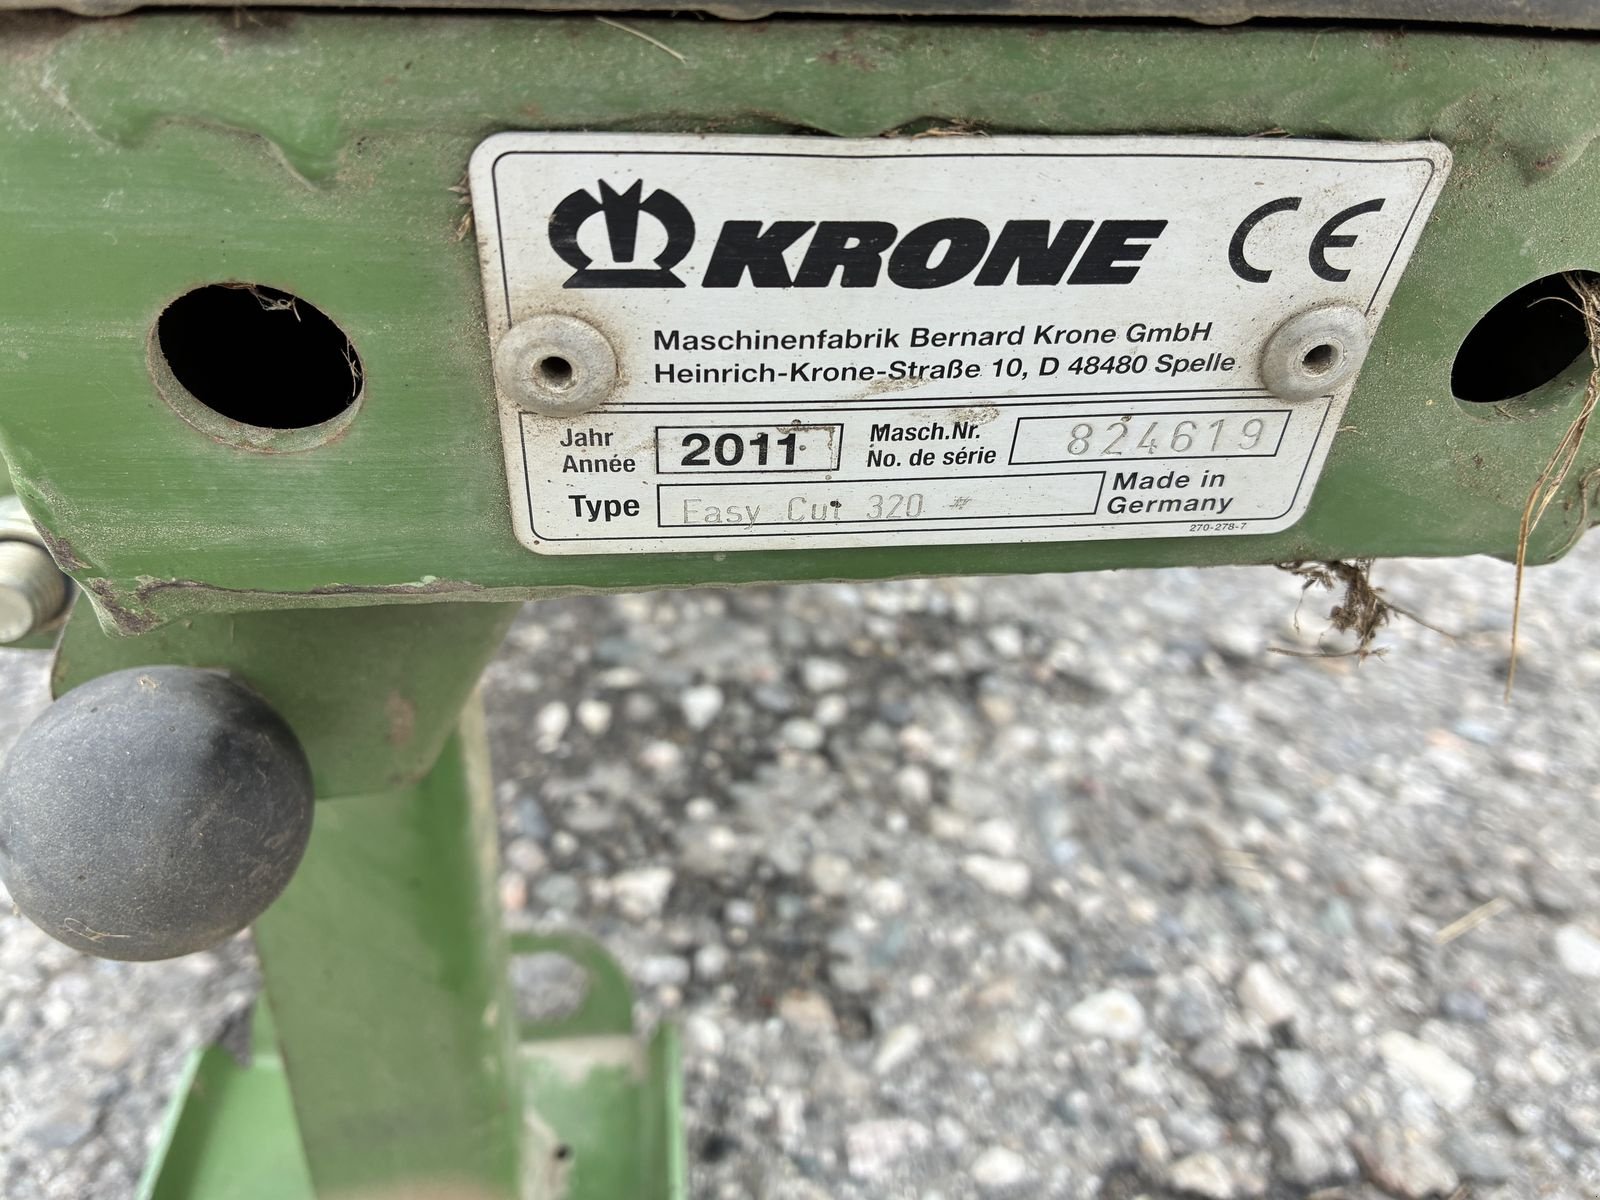 KRONE CE
Maschinenfabrik Bernard Krone GmbH
Heinrich-Krone-Straße 10, D 48480 Spelle
Jahr
Année
2011
Masch.Nr.
No. de série
824619
Type
Easy Cut 320 #
Made in
Germany
270-278-7